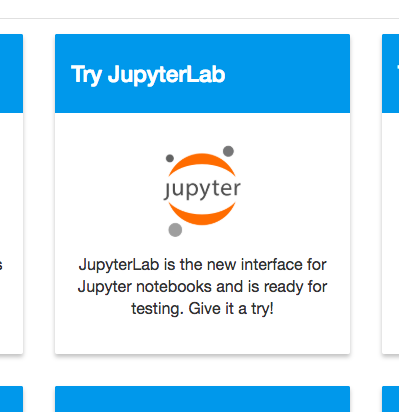 Try JupyterLab
jupyter
s
JupyterLab is the new interface for
Jupyter notebooks and is ready for
testing. Give it a try!